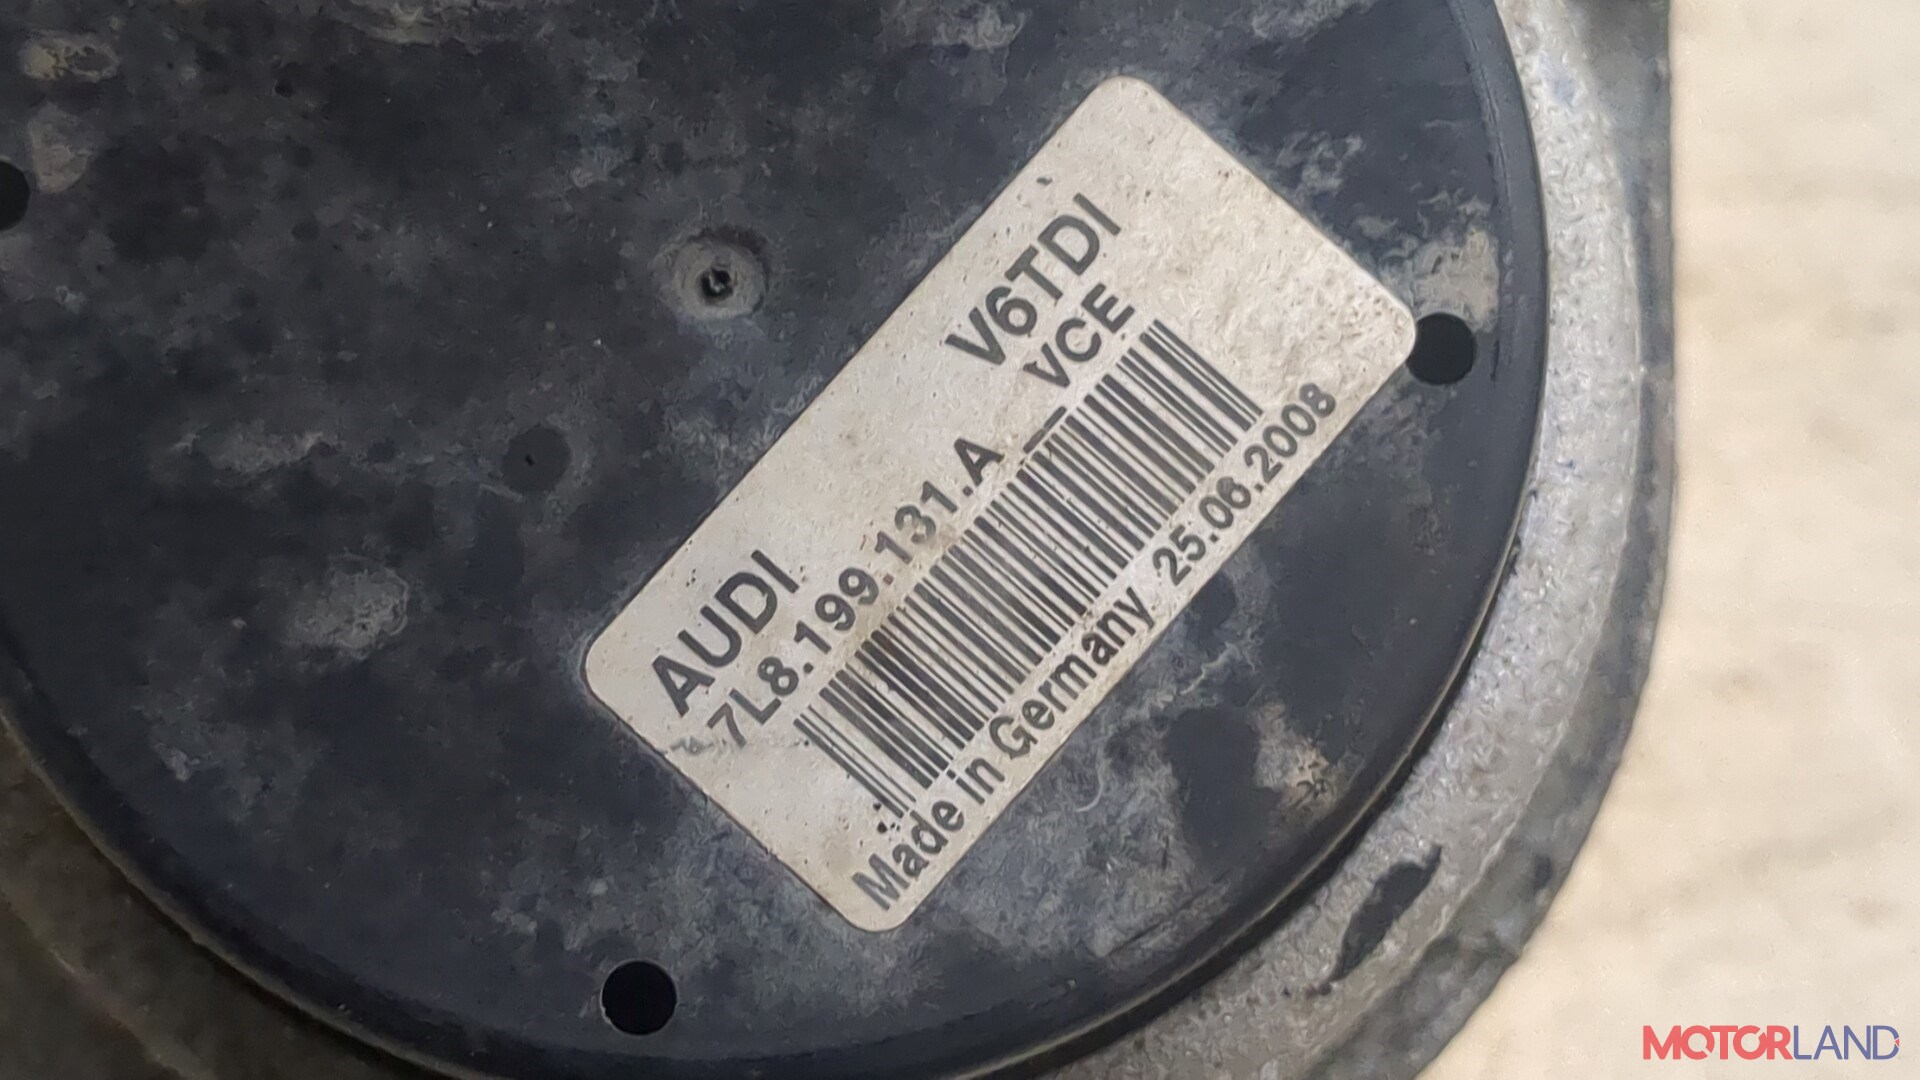 AUDI V6TDI
7L8.199.131.A _ VCE
Made in Germany 25.06.2008
MOTORLAND